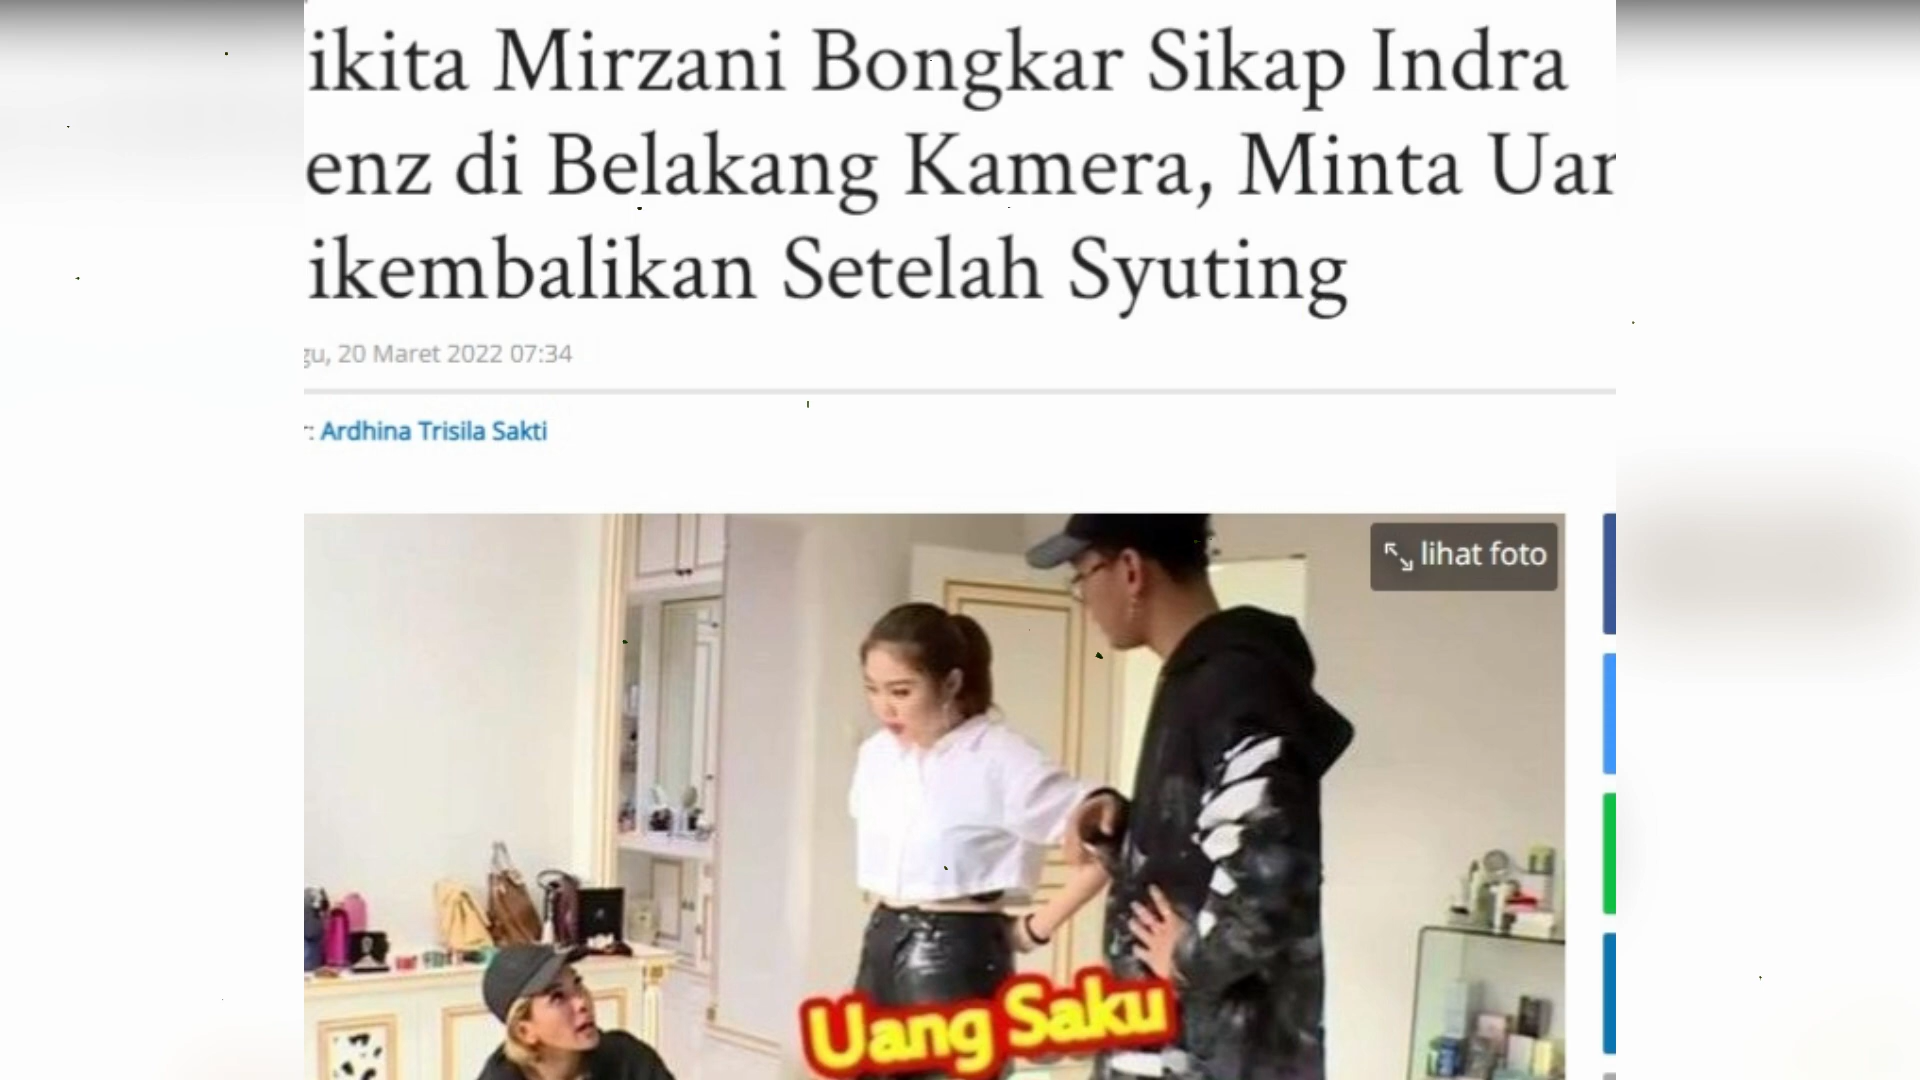 ikita Mirzani Bongkar Sikap Indra
enz di Belakang Kamera, Minta Uan
ikembalikan Setelah Syuting
gu, 20 Maret 2022 07:34
r: Ardhina Trisila Sakti
lihat foto
Uang Saku